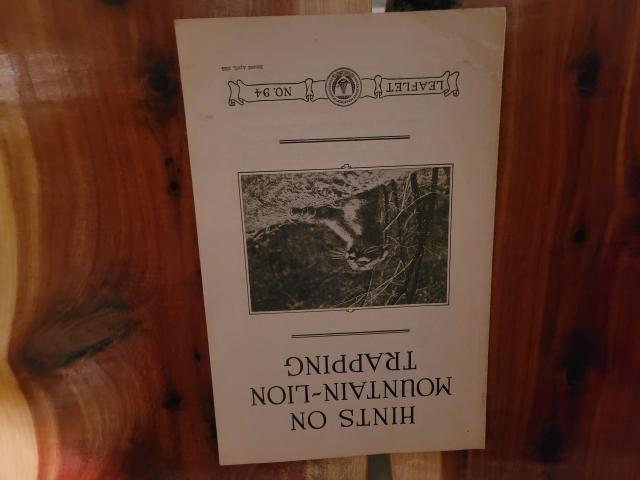 HINTS ON
MOUNTAIN-LION
TRAPPING
LEAFLET NO. 94